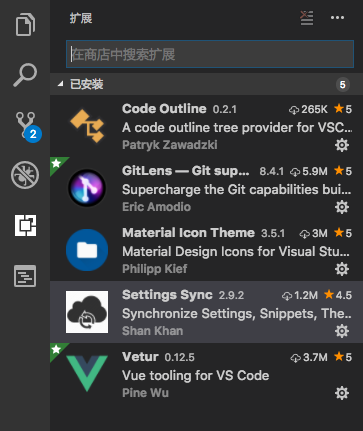 扩展
在商店中搜索扩展
已安装 5
Code Outline 0.2.1 265K ★5
A code outline tree provider for VSC...
Patryk Zawadzki
2
GitLens — Git sup... 8.4.1 5.9M ★5
Supercharge the Git capabilities bui...
Eric Amodio
Material Icon Theme 3.5.1 3M ★5
Material Design Icons for Visual Stu...
Philipp Kief
Settings Sync 2.9.2 1.2M ★4.5
Synchronize Settings, Snippets, The...
Shan Khan
Vetur 0.12.5 3.7M ★5
Vue tooling for VS Code
Pine Wu